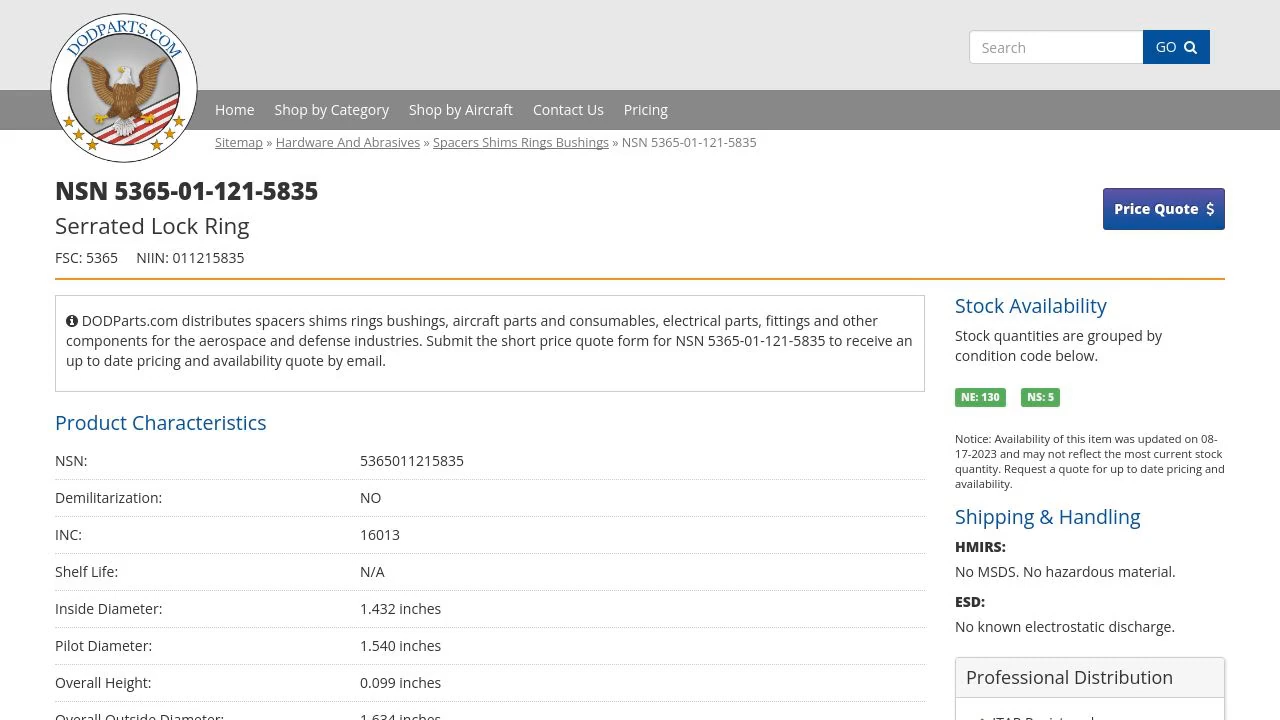 DODPARTS.COM
Search
GO
Home Shop by Category Shop by Aircraft Contact Us Pricing
Sitemap » Hardware And Abrasives » Spacers Shims Rings Bushings » NSN 5365-01-121-5835
NSN 5365-01-121-5835
Serrated Lock Ring
FSC: 5365 NIIN: 011215835
Price Quote $
DODParts.com distributes spacers shims rings bushings, aircraft parts and consumables, electrical parts, fittings and other
components for the aerospace and defense industries. Submit the short price quote form for NSN 5365-01-121-5835 to receive an
up to date pricing and availability quote by email.
Product Characteristics
NSN: 5365011215835
Demilitarization: NO
INC: 16013
Shelf Life: N/A
Inside Diameter: 1.432 inches
Pilot Diameter: 1.540 inches
Overall Height: 0.099 inches
Overall Outside Diameter: 1.634 inches
Stock Availability
Stock quantities are grouped by
condition code below.
NE: 130 NS: 5
Notice: Availability of this item was updated on 08-
17-2023 and may not reflect the most current stock
quantity. Request a quote for up to date pricing and
availability.
Shipping & Handling
HMIRS:
No MSDS. No hazardous material.
ESD:
No known electrostatic discharge.
Professional Distribution
ITAR Registered